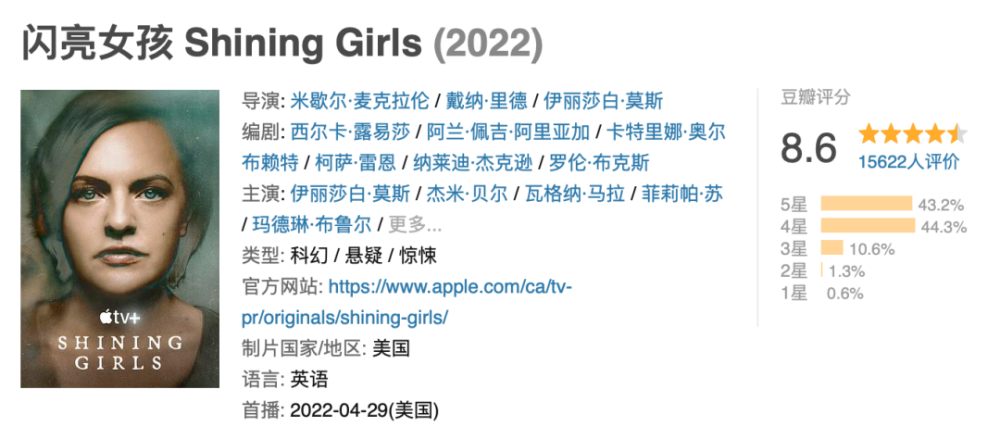 闪亮女孩 Shining Girls (2022)
tv+
SHINING
GIRLS
导演: 米歇尔·麦克拉伦 / 戴纳·里德 / 伊丽莎白·莫斯
编剧: 西尔卡·露易莎 / 阿兰·佩吉·阿里亚加 / 卡特里娜·奥尔
布赖特 / 柯萨·雷恩 / 纳莱迪·杰克逊 / 罗伦·布克斯
主演: 伊丽莎白·莫斯 / 杰米·贝尔 / 瓦格纳·马拉 / 菲莉帕·苏
/ 玛德琳·布鲁尔 / 更多...
类型: 科幻 / 悬疑 / 惊悚
官方网站: https://www.apple.com/ca/tv-
pr/originals/shining-girls/
制片国家/地区: 美国
语言: 英语
首播: 2022-04-29(美国)
豆瓣评分
8.6
15622人评价
5星 43.2%
4星 44.3%
3星 10.6%
2星 1.3%
1星 0.6%